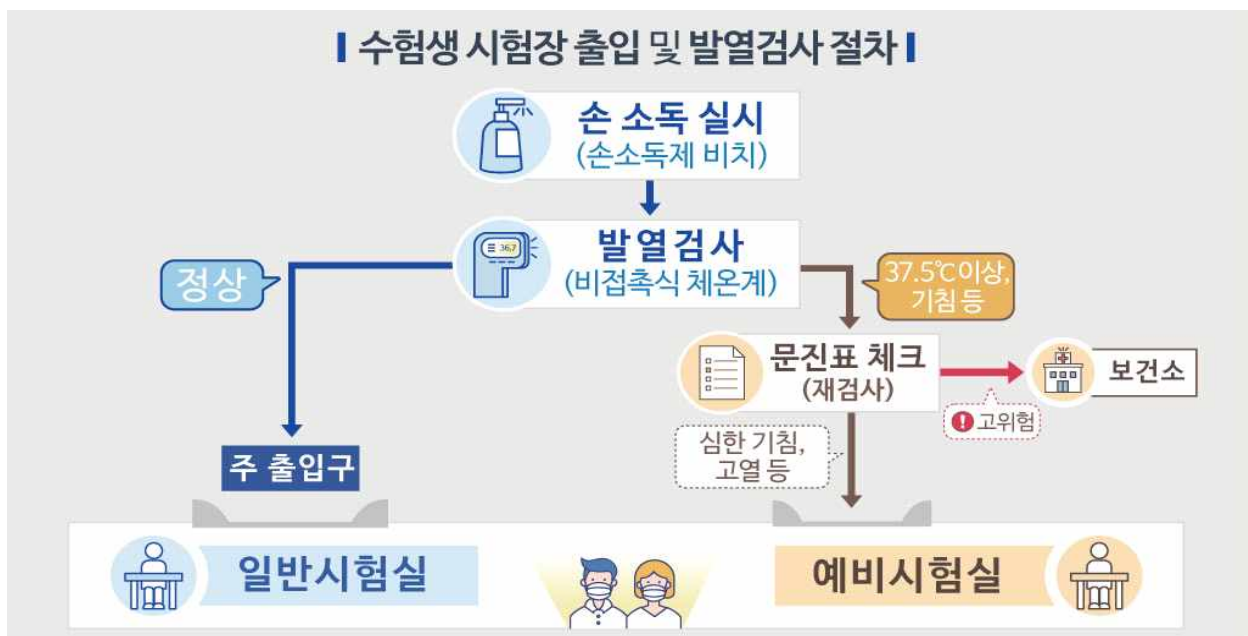 수험생 시험장 출입 및 발열검사 절차
손 소독 실시
(손소독제 비치)
36.7
발열검사
(비접촉식 체온계)
정상
37.5℃이상,
기침 등
문진표 체크
(재검사)
보건소
고위험
심한 기침,
고열 등
주 출입구
일반시험실
예비시험실